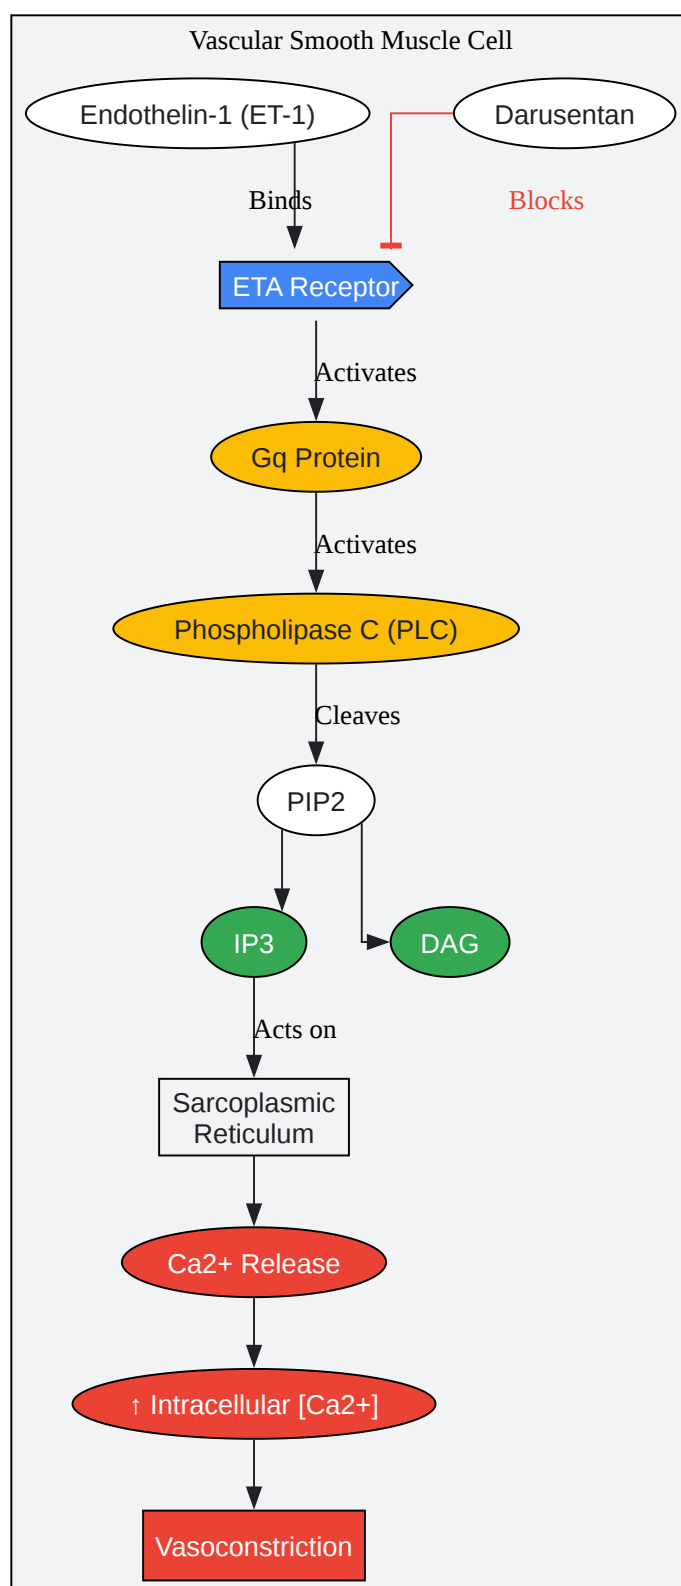 Vascular Smooth Muscle Cell
Endothelin-1 (ET-1)
Darusentan
Binds
Blocks
ETA Receptor
Activates
Gq Protein
Activates
Phospholipase C (PLC)
Cleaves
PIP2
IP3
DAG
Acts on
Sarcoplasmic
Reticulum
Ca2+ Release
↑ Intracellular [Ca2+]
Vasoconstriction